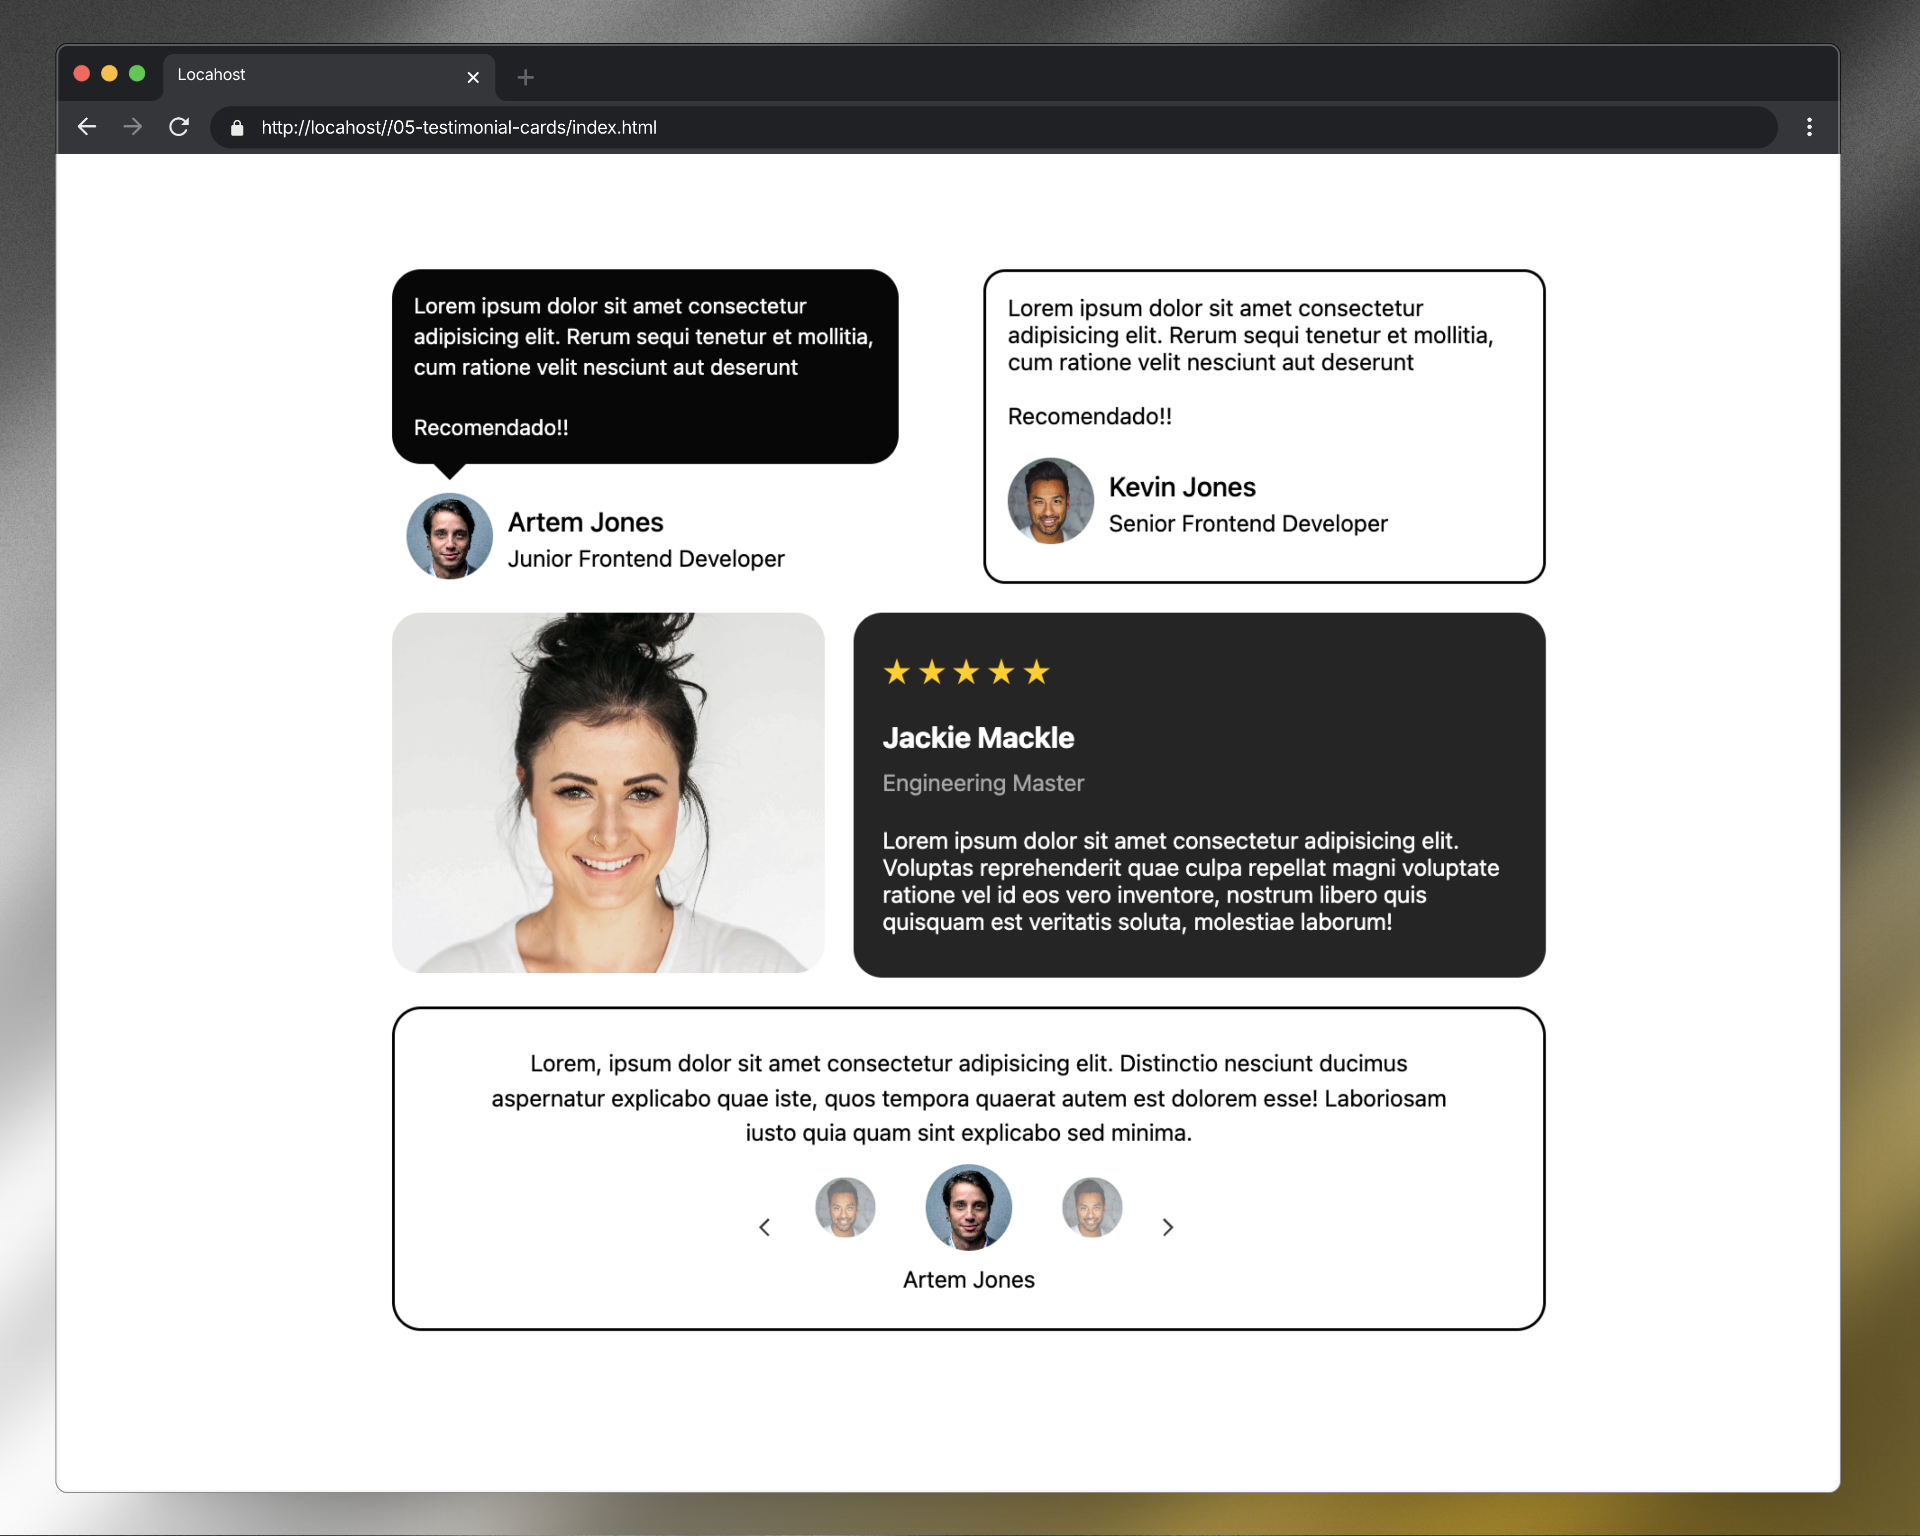 Locahost
http://locahost//05-testimonial-cards/index.html
Lorem ipsum dolor sit amet consectetur
adipisicing elit. Rerum sequi tenetur et mollitia,
cum ratione velit nesciunt aut deserunt
Recomendado!!
Artem Jones
Junior Frontend Developer
Lorem ipsum dolor sit amet consectetur
adipisicing elit. Rerum sequi tenetur et mollitia,
cum ratione velit nesciunt aut deserunt
Recomendado!!
Kevin Jones
Senior Frontend Developer
Jackie Mackle
Engineering Master
Lorem ipsum dolor sit amet consectetur adipisicing elit.
Voluptas reprehenderit quae culpa repellat magni voluptate
ratione vel id eos vero inventore, nostrum libero quis
quisquam est veritatis soluta, molestiae laborum!
Lorem, ipsum dolor sit amet consectetur adipisicing elit. Distinctio nesciunt ducimus
aspernatur explicabo quae iste, quos tempora quaerat autem est dolorem esse! Laboriosam
iusto quia quam sint explicabo sed minima.
Artem Jones